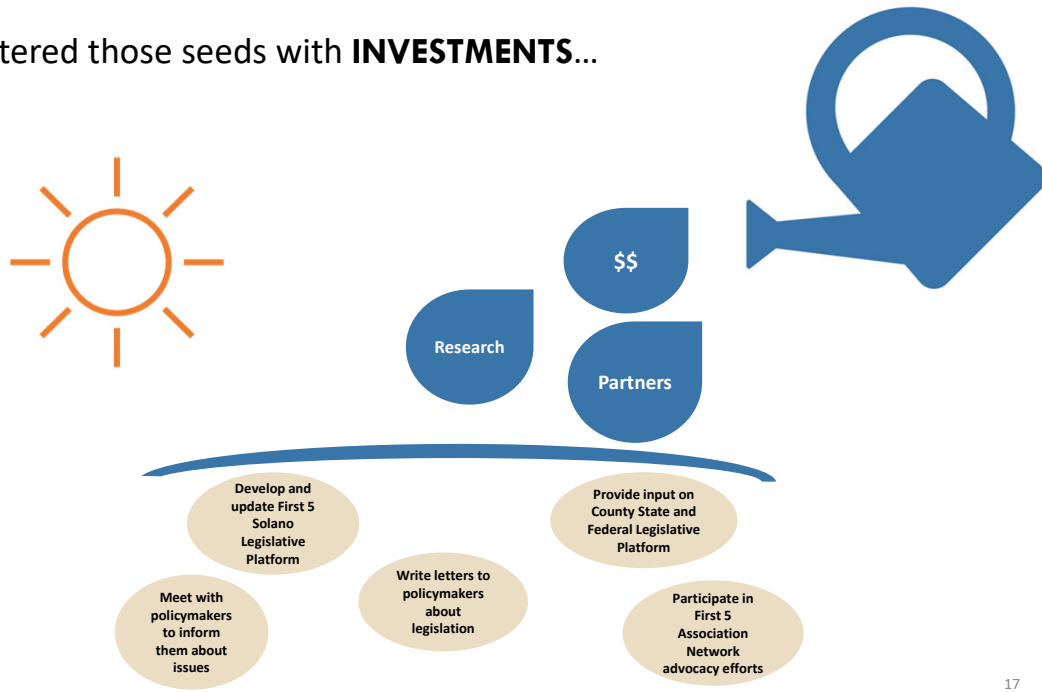 tered those seeds with INVESTMENTS…
$$
Research
Partners
Develop and
update First 5
Solano
Legislative
Platform
Provide input on
County State and
Federal Legislative
Platform
Write letters to
policymakers
about
legislation
Meet with
policymakers
to inform
them about
issues
Participate in
First 5
Association
Network
advocacy efforts
17